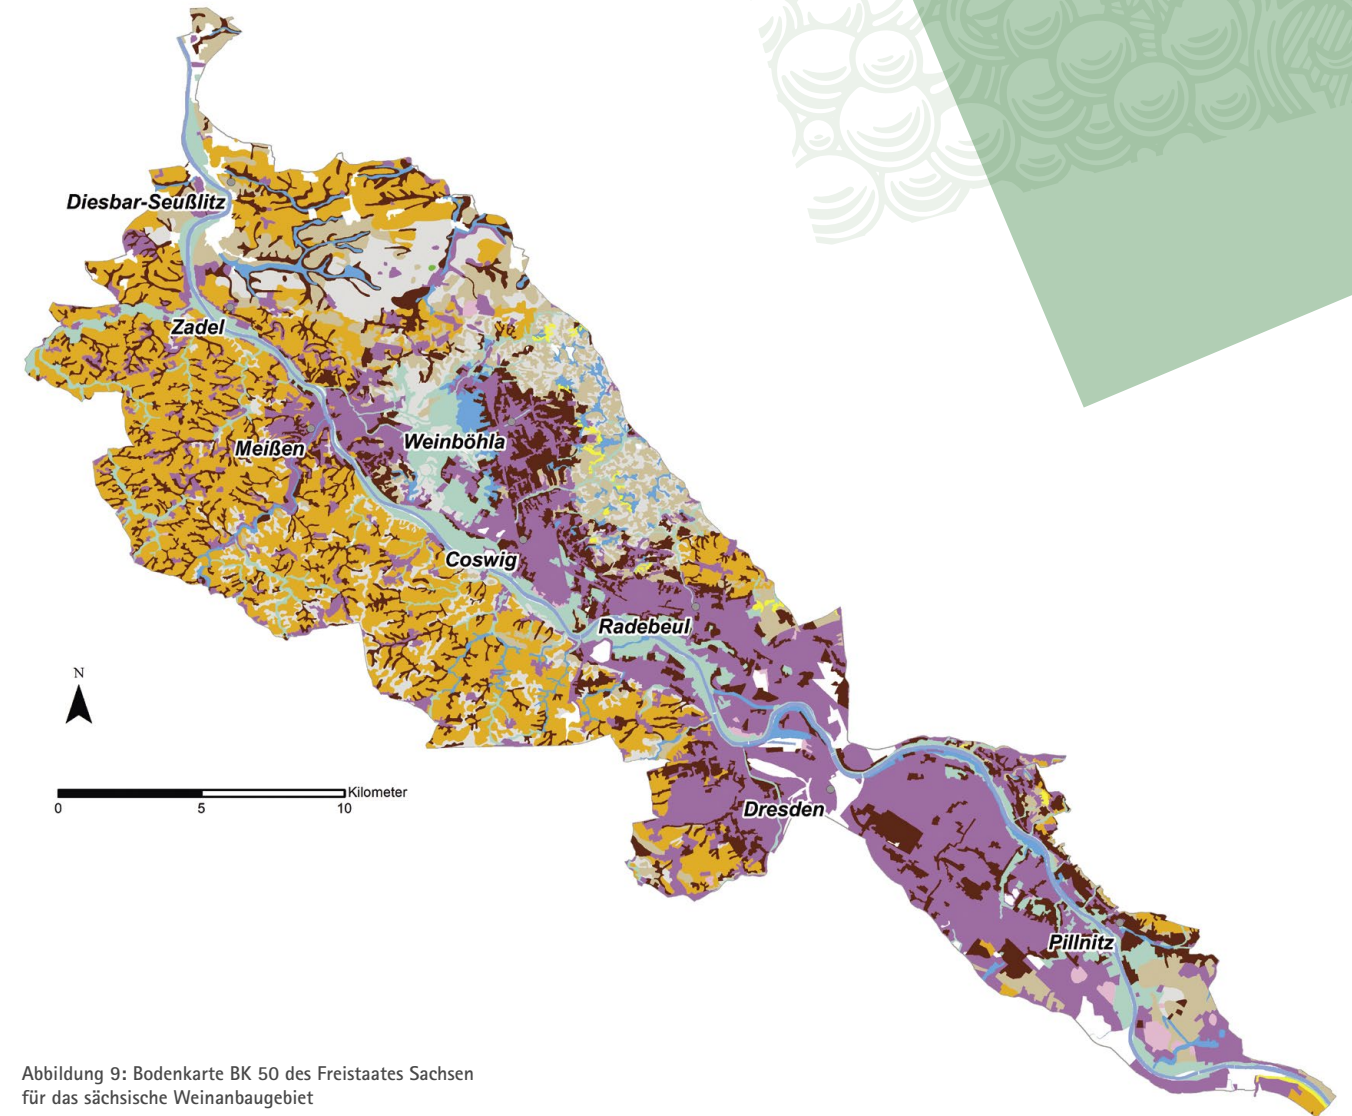 Diesbar-Seußlitz
Zadel
Meißen
Weinböhla
Coswig
Radebeul
N
Kilometer
0 5 10
Dresden
Pillnitz
Abbildung 9: Bodenkarte BK 50 des Freistaates Sachsen
für das sächsische Weinanbaugebiet